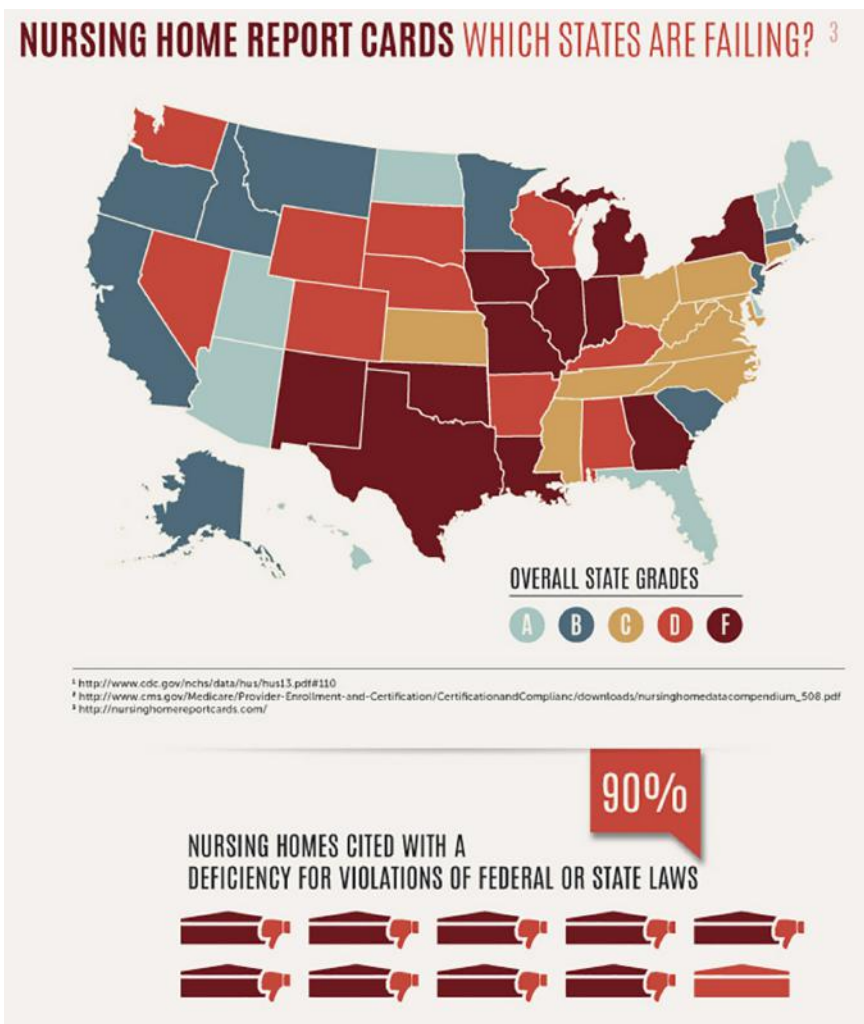 NURSING HOME REPORT CARDS WHICH STATES ARE FAILING? 3
OVERALL STATE GRADES
A B C D F
1 http://www.cdc.gov/nchs/data/hus/hus13.pdf#110
2 http://www.cms.gov/Medicare/Provider-Enrollment-and-Certification/CertificationandComplianc/downloads/nursinghomedatacompendium_508.pdf
3 http://nursinghomereportcards.com/
90%
NURSING HOMES CITED WITH A
DEFICIENCY FOR VIOLATIONS OF FEDERAL OR STATE LAWS